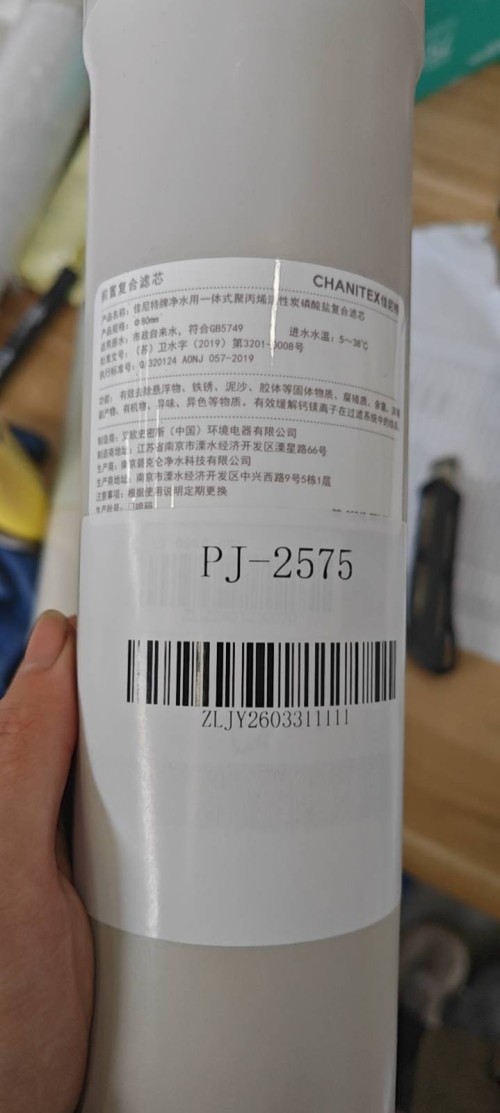 前置复合滤芯
CHANITEX佳尼特
产品名称：佳尼特牌净水用一体式聚丙烯活性炭磷酸盐复合滤芯
产品规格：Φ80mm
适用原水：市政自来水，符合GB5749 进水水温：5~38℃
批准文号：（苏）卫水字（2019）第3201-0008号
执行标准号：Q/320124 AONJ 057-2019
功能：有效去除悬浮物、铁锈、泥沙、胶体等固体物质，腐殖质、余氯、
副产物、有机物、异味、异色等物质。有效缓解钙镁离子在过滤系统中的结垢。
制造商：艾欧史密斯（中国）环境电器有限公司
制造商地址：江苏省南京市溧水经济开发区溧星路66号
生产商：南京碧克仑净水科技有限公司
生产商地址：南京市溧水经济开发区中兴西路9号5栋1层
注意事项：根据使用说明定期更换
PJ-2575
ZLJY2603311111